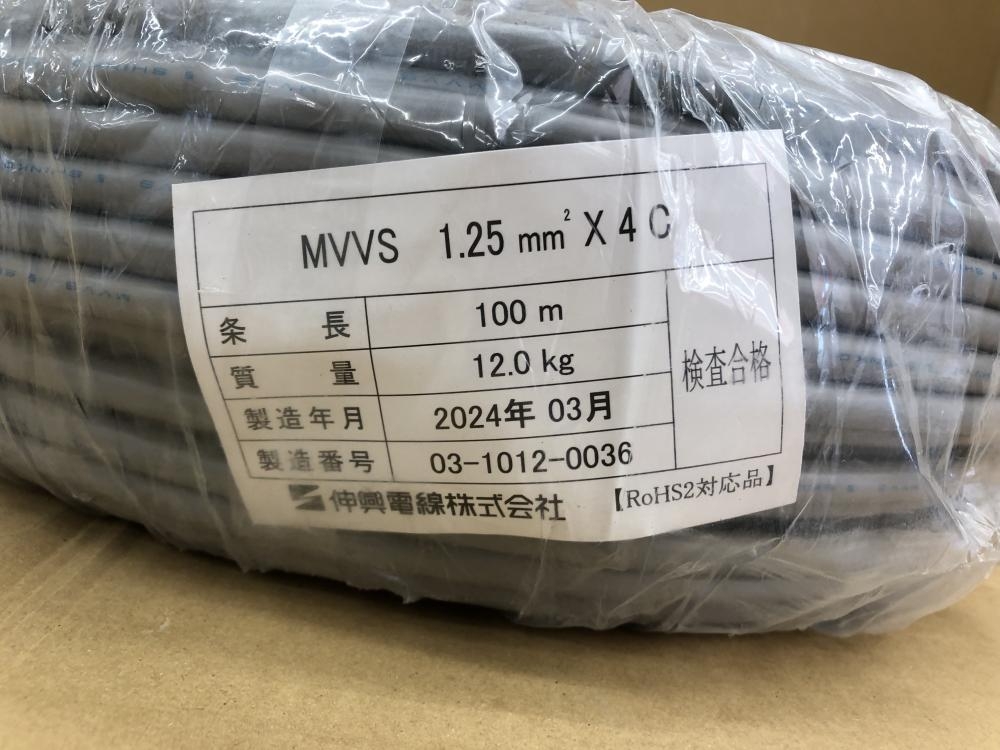 MVVS 1.25 mm² X 4 C
条長 100 m
質量 12.0 kg
製造年月 2024年 03月
製造番号 03-1012-0036
検査合格
伸興電線株式会社
【RoHS2対応品】